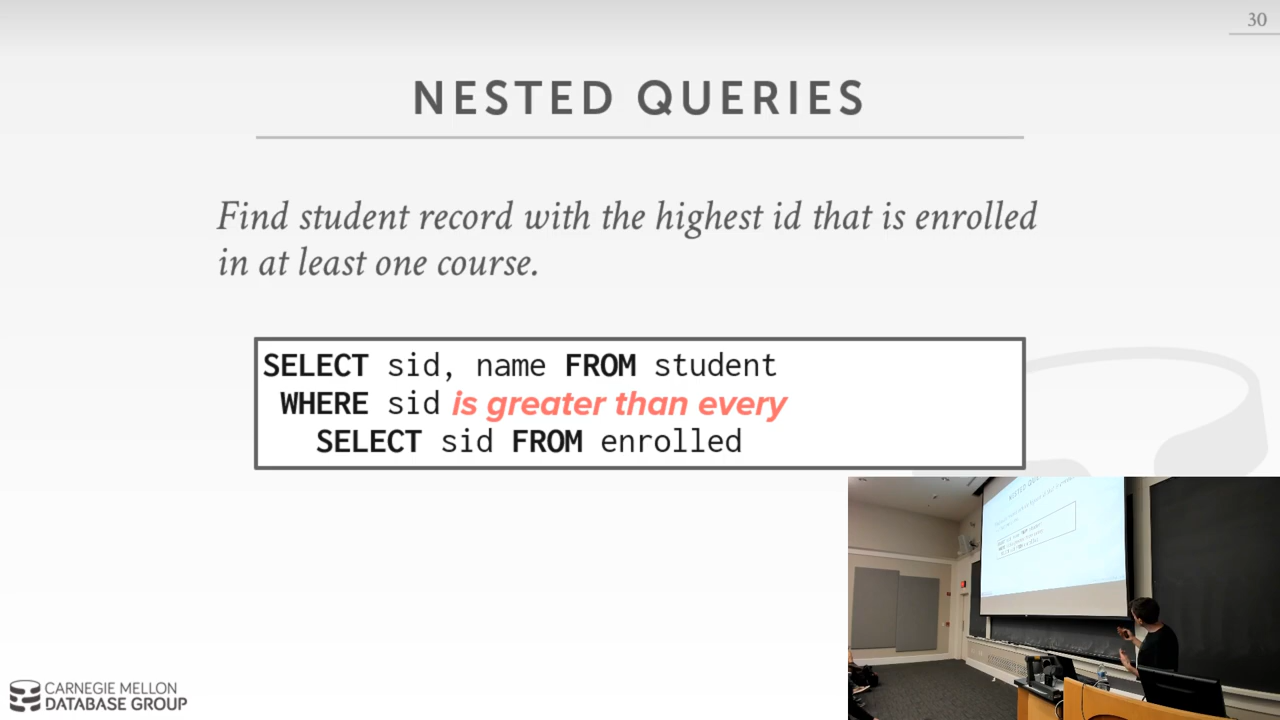 30
NESTED QUERIES
Find student record with the highest id that is enrolled
in at least one course.
SELECT sid, name FROM student
WHERE sid is greater than every
SELECT sid FROM enrolled
CARNEGIE MELLON
DATABASE GROUP